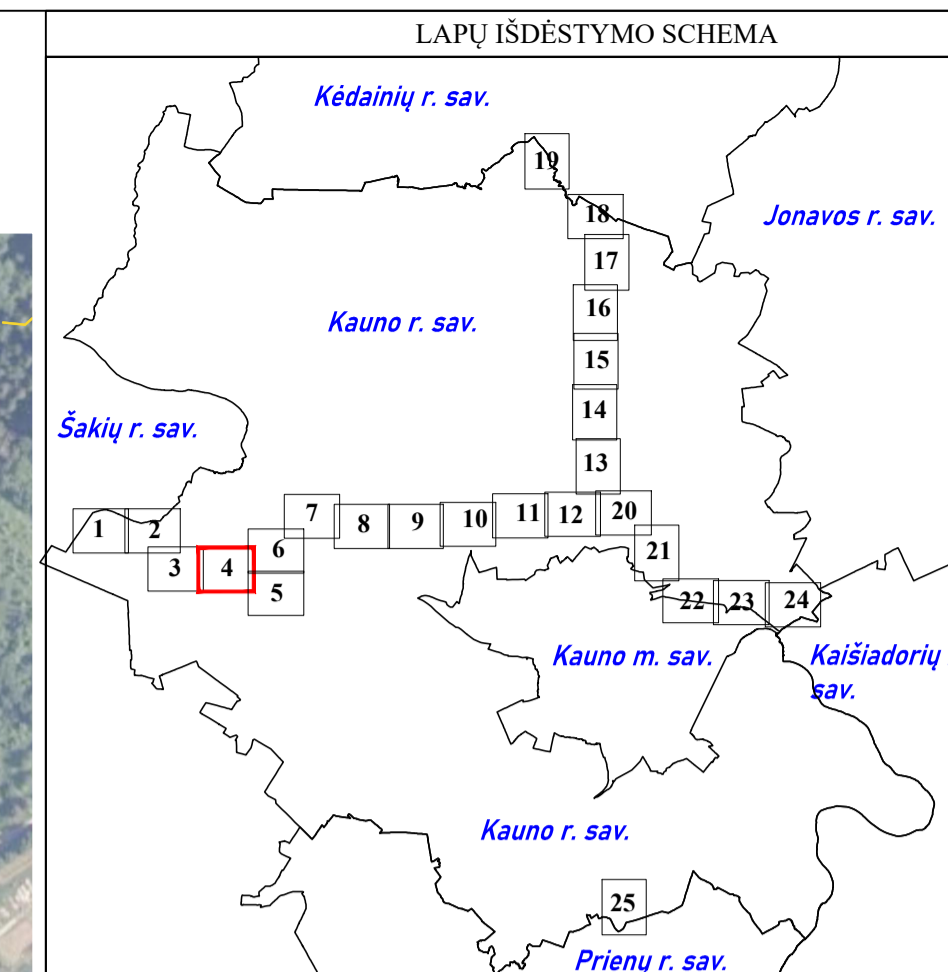 LAPŲ IŠDĖSTYMO SCHEMA
Kėdainių r. sav.
19
18
Jonavos r. sav.
17
16
Kauno r. sav.
15
14
Šakių r. sav.
13
1
2
7
8
9
10
11
12
20
6
21
3
4
5
22
23
24
Kauno m. sav.
Kaišiadorių
sav.
Kauno r. sav.
25
Prienų r. sav.